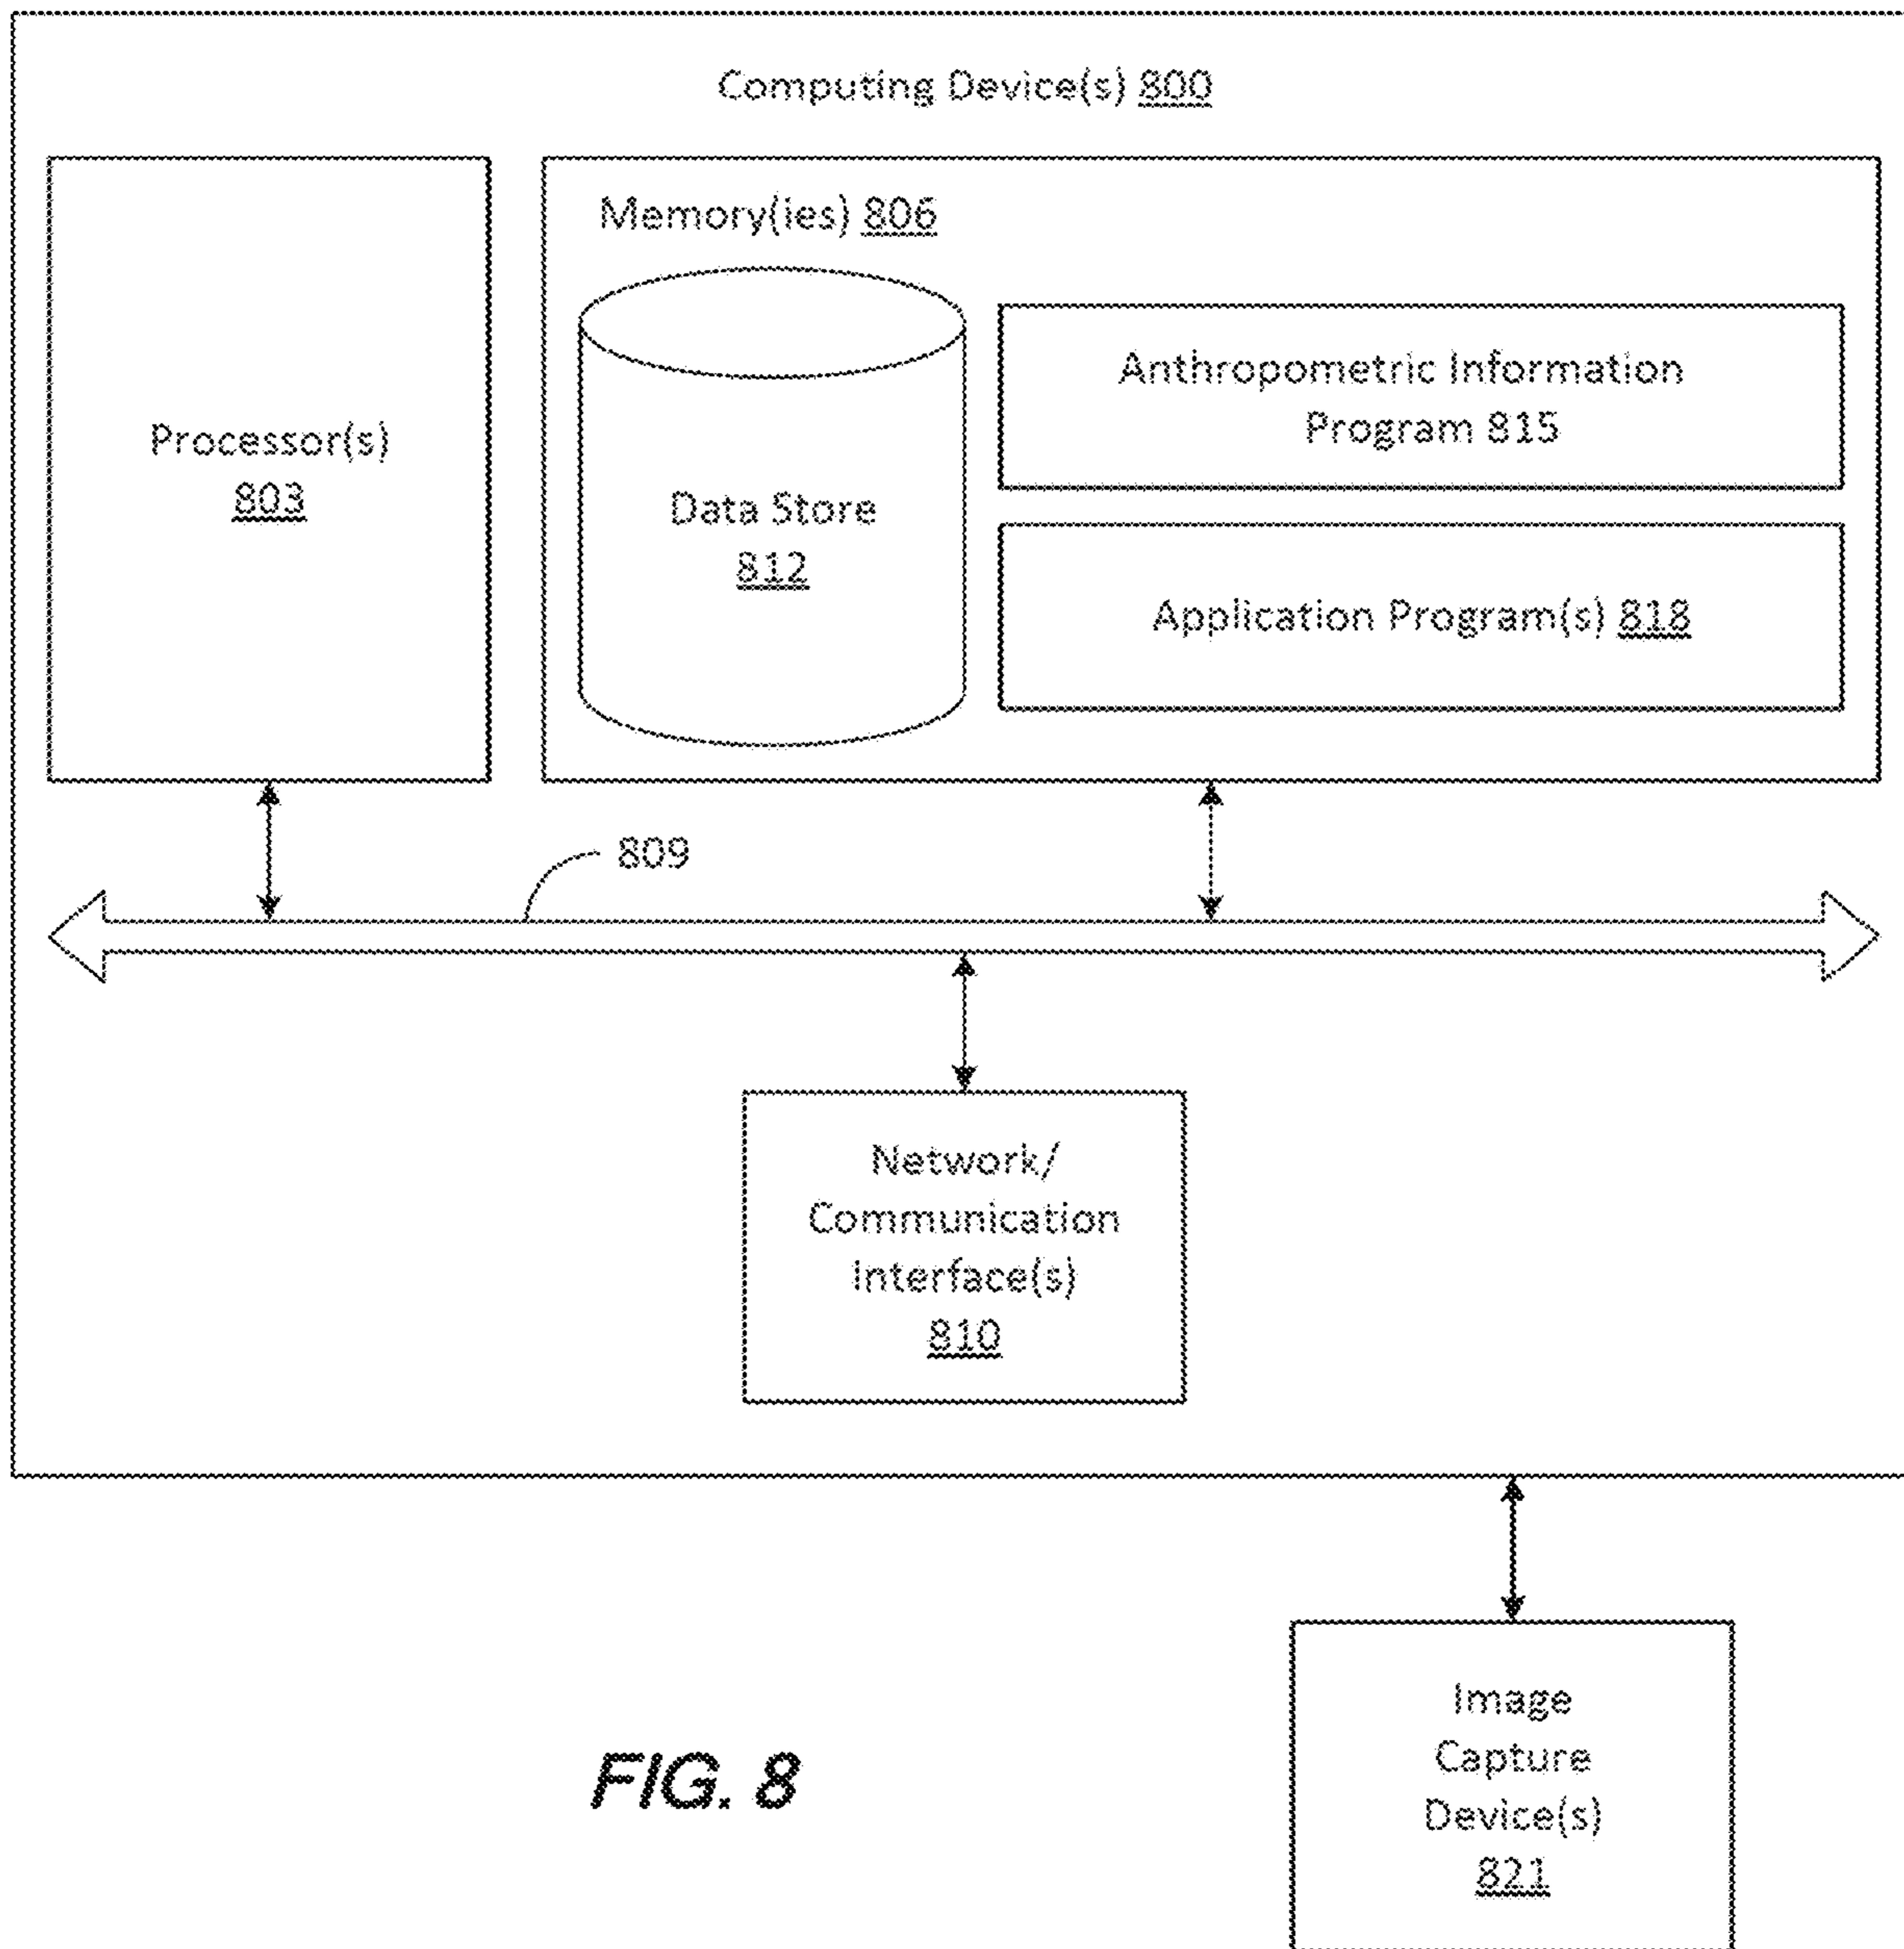 Computing Device(s) 800
Processor(s)
803
Memory(ies) 806
Data Store
812
Anthropometric Information
Program 815
Application Program(s) 818
809
Network/
Communication
Interface(s)
810
Image
Capture
Device(s)
821
FIG. 8